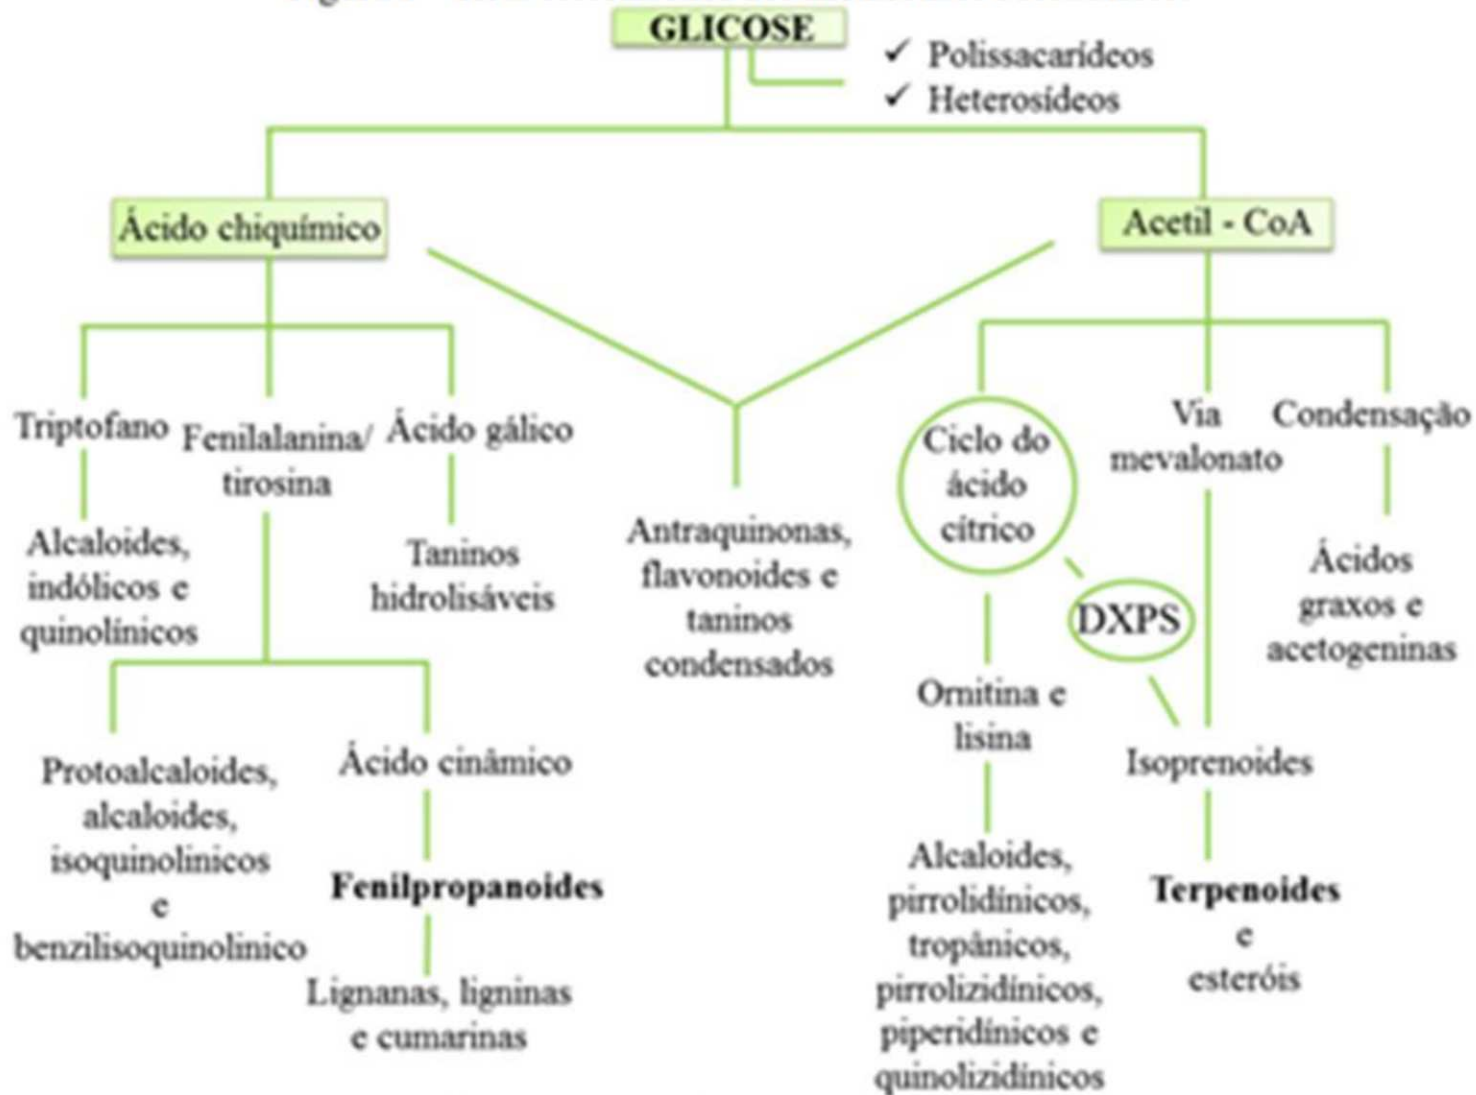 GLICOSE
✓ Polissacarídeos
✓ Heterosídeos
Ácido chiquímico
Acetil - CoA
Triptofano
Fenilalanina/
tirosina
Ácido gálico
Alcaloides,
indólicos e
quinolínicos
Taninos
hidrolisáveis
Protoalcaloides,
alcaloides,
isoquinolinicos
e
benzilisoquinolinico
Ácido cinâmico
Fenilpropanoides
Lignanas, ligninas
e cumarinas
Antraquinonas,
flavonoides e
taninos
condensados
Ciclo do
ácido
cítrico
Via
mevalonato
Condensação
DXPS
Ácidos
graxos e
acetogeninas
Ornitina e
lisina
Isoprenoides
Alcaloides,
pirrolidínicos,
tropânicos,
pirrolizidínicos,
piperidínicos e
quinolizidínicos
Terpenoides
e
esteróis